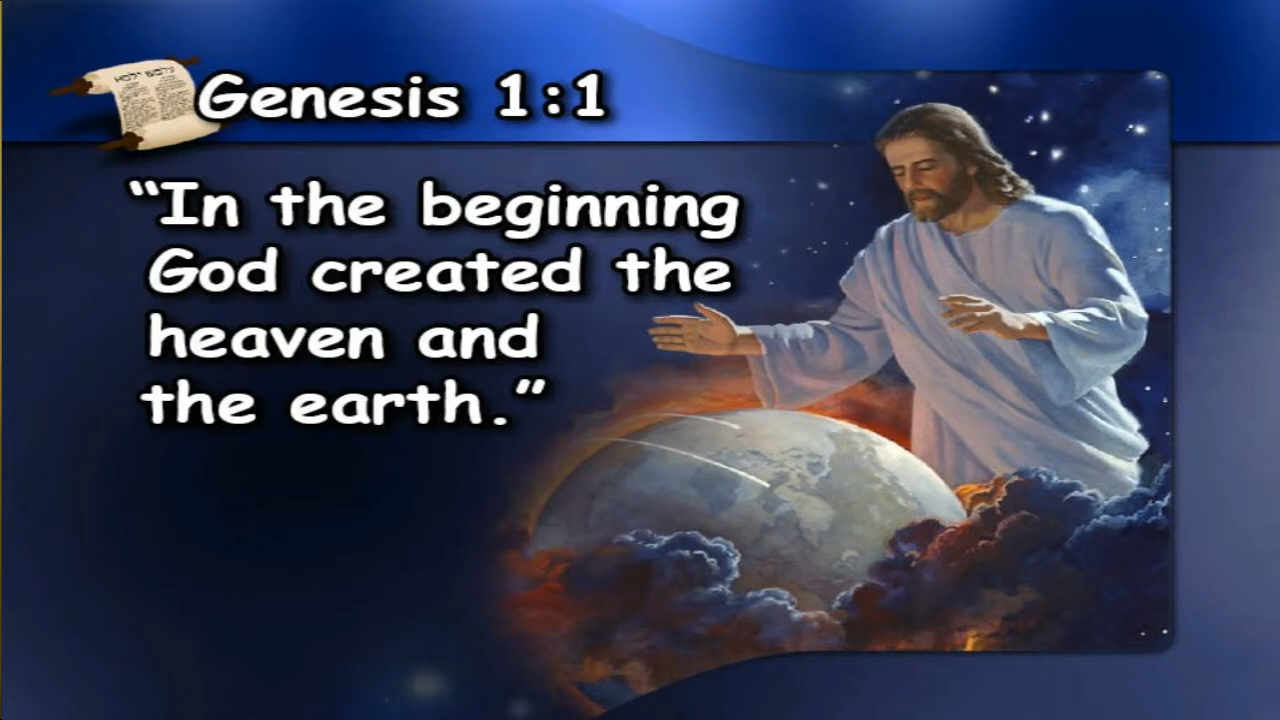 Genesis 1:1
“In the beginning
God created the
heaven and
the earth.”